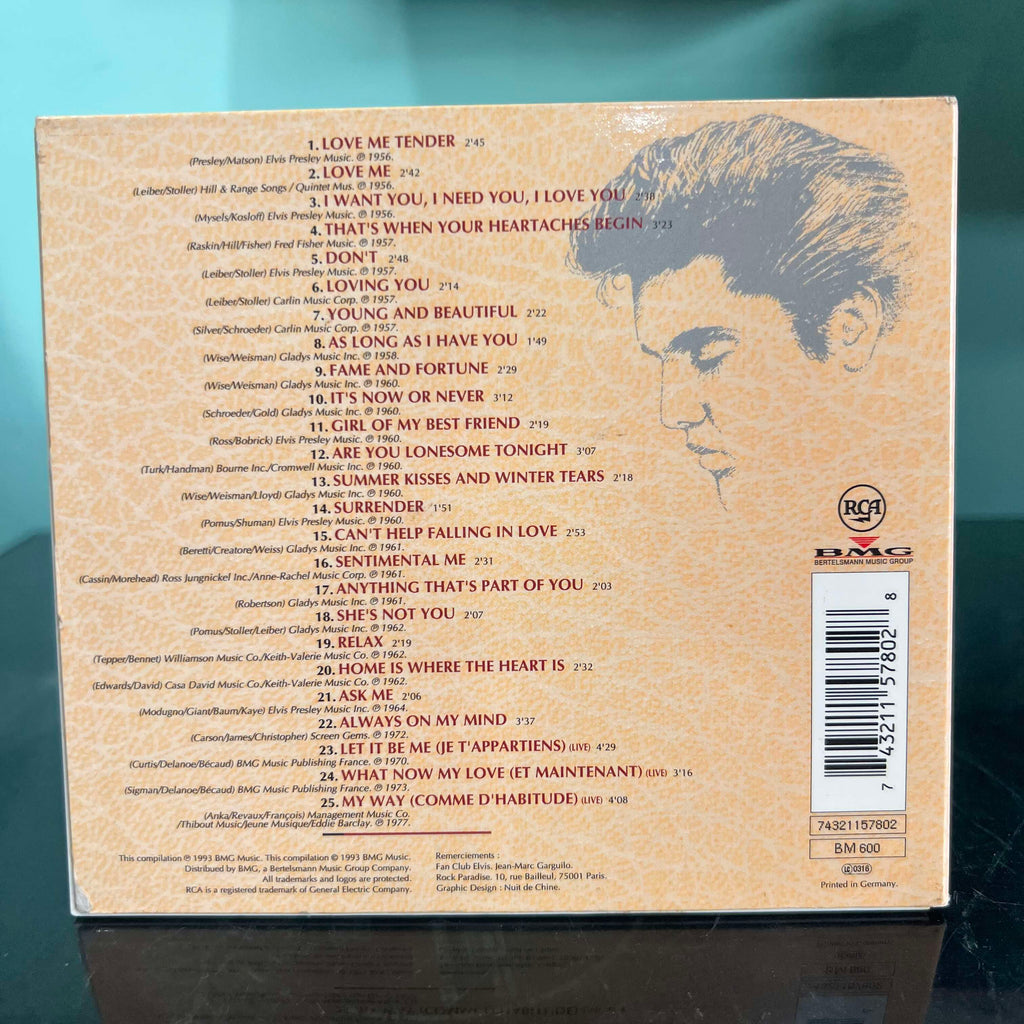 1. LOVE ME TENDER 2'45
(Presley/Matson) Elvis Presley Music. ℗ 1956.
2. LOVE ME 2'42
(Leiber/Stoller) Hill & Range Songs / Quintet Mus. ℗ 1956.
3. I WANT YOU, I NEED YOU, I LOVE YOU 2'38
(Mysels/Kosloff) Elvis Presley Music. ℗ 1956.
4. THAT'S WHEN YOUR HEARTACHES BEGIN 3'23
(Raskin/Hill/Fisher) Fred Fisher Music. ℗ 1957.
5. DON'T 2'48
(Leiber/Stoller) Elvis Presley Music. ℗ 1957.
6. LOVING YOU 2'14
(Leiber/Stoller) Carlin Music Corp. ℗ 1957.
7. YOUNG AND BEAUTIFUL 2'22
(Silver/Schroeder) Carlin Music Corp. ℗ 1957.
8. AS LONG AS I HAVE YOU 1'49
(Wise/Weisman) Gladys Music Inc. ℗ 1958.
9. FAME AND FORTUNE 2'29
(Wise/Weisman) Gladys Music Inc. ℗ 1960.
10. IT'S NOW OR NEVER 3'12
(Schroeder/Gold) Gladys Music Inc. ℗ 1960.
11. GIRL OF MY BEST FRIEND 2'19
(Ross/Bobrick) Elvis Presley Music. ℗ 1960.
12. ARE YOU LONESOME TONIGHT 3'07
(Turk/Handman) Bourne Inc./Cromwell Music Inc. ℗ 1960.
13. SUMMER KISSES AND WINTER TEARS 2'18
(Wise/Weisman/Lloyd) Gladys Music Inc. ℗ 1960.
14. SURRENDER 1'51
(Pomus/Shuman) Elvis Presley Music. ℗ 1960.
15. CAN'T HELP FALLING IN LOVE 2'53
(Beretti/Creatore/Weiss) Gladys Music Inc. ℗ 1961.
16. SENTIMENTAL ME 2'31
(Cassin/Morehead) Ross Jungnickel Inc./Anne-Rachel Music Corp. ℗ 1961.
17. ANYTHING THAT'S PART OF YOU 2'03
(Robertson) Gladys Music Inc. ℗ 1961.
18. SHE'S NOT YOU 2'07
(Pomus/Stoller/Leiber) Gladys Music Inc. ℗ 1962.
19. RELAX 2'19
(Tepper/Bennet) Williamson Music Co./Keith-Valerie Music Co. ℗ 1962.
20. HOME IS WHERE THE HEART IS 2'32
(Edwards/David) Casa David Music Co./Keith-Valerie Music Co. ℗ 1962.
21. ASK ME 2'06
(Modugno/Giant/Baum/Kaye) Elvis Presley Music Inc. ℗ 1964.
22. ALWAYS ON MY MIND 3'37
(Carson/James/Christopher) Screen Gems. ℗ 1972.
23. LET IT BE ME (JE T'APPARTIENS) (LIVE) 4'29
(Curtis/Delanoe/Bécaud) BMG Music Publishing France. ℗ 1970.
24. WHAT NOW MY LOVE (ET MAINTENANT) (LIVE) 3'16
(Sigman/Delanoe/Bécaud) BMG Music Publishing France. ℗ 1973.
25. MY WAY (COMME D'HABITUDE) (LIVE) 4'08
(Anka/Revaux/François) Management Music Co.
/Thibout Music/Jeune Musique/Eddie Barclay. ℗ 1977.
This compilation ℗ 1993 BMG Music. This compilation © 1993 BMG Music.
Distribued by BMG, a Bertelsmann Music Group Company.
All trademarks and logos are protected.
RCA is a registered trademark of General Electric Company.
Remerciements :
Fan Club Elvis. Jean-Marc Garguilo.
Rock Paradise. 10, rue Bailleul, 75001 Paris.
Graphic Design : Nuit de Chine.
RCA
BMG
BERTELSMANN MUSIC GROUP
7 43211 57802 8
74321157802
BM 600
LC 0316
Printed in Germany.